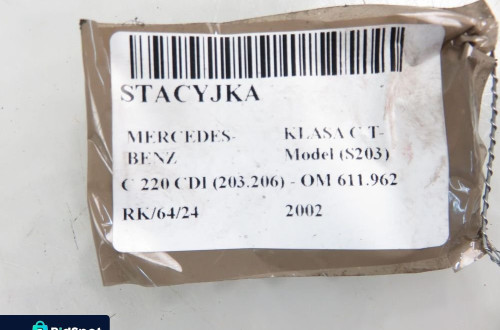 STACYJKA
MERCEDES- KLASA C T-
BENZ Model (S203)
C 220 CDI (203.206) - OM 611.962
RK/64/24 2002